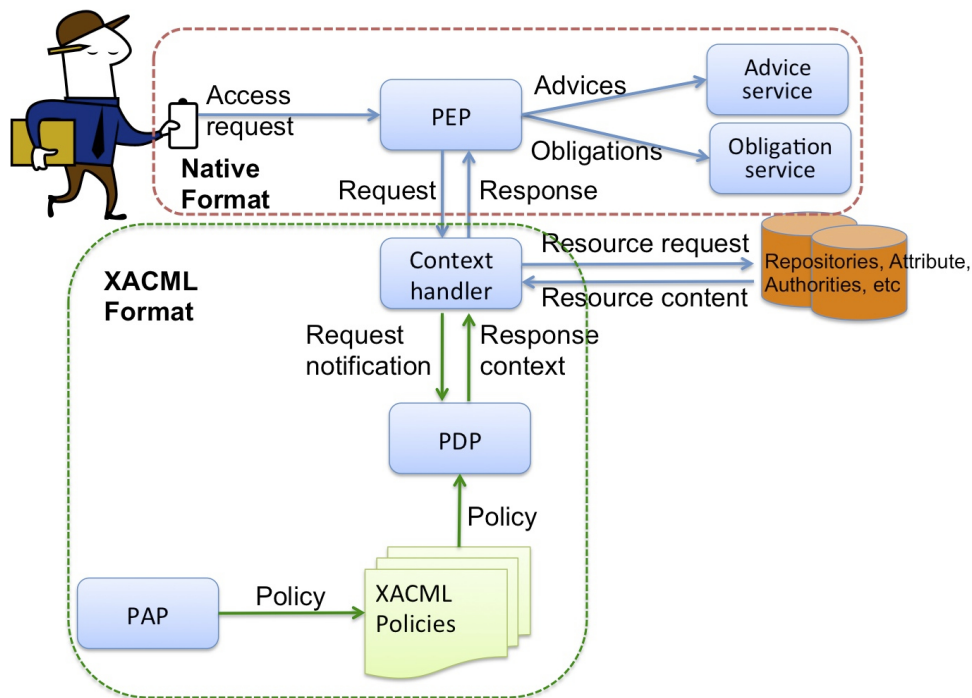 Access
request
PEP
Advices
Advice
service
Obligations
Obligation
service
Native
Format
Request
Response
XACML
Format
Context
handler
Resource request
Resource content
Repositories, Attribute,
Authorities, etc
Request
notification
Response
context
PDP
Policy
PAP
Policy
XACML
Policies